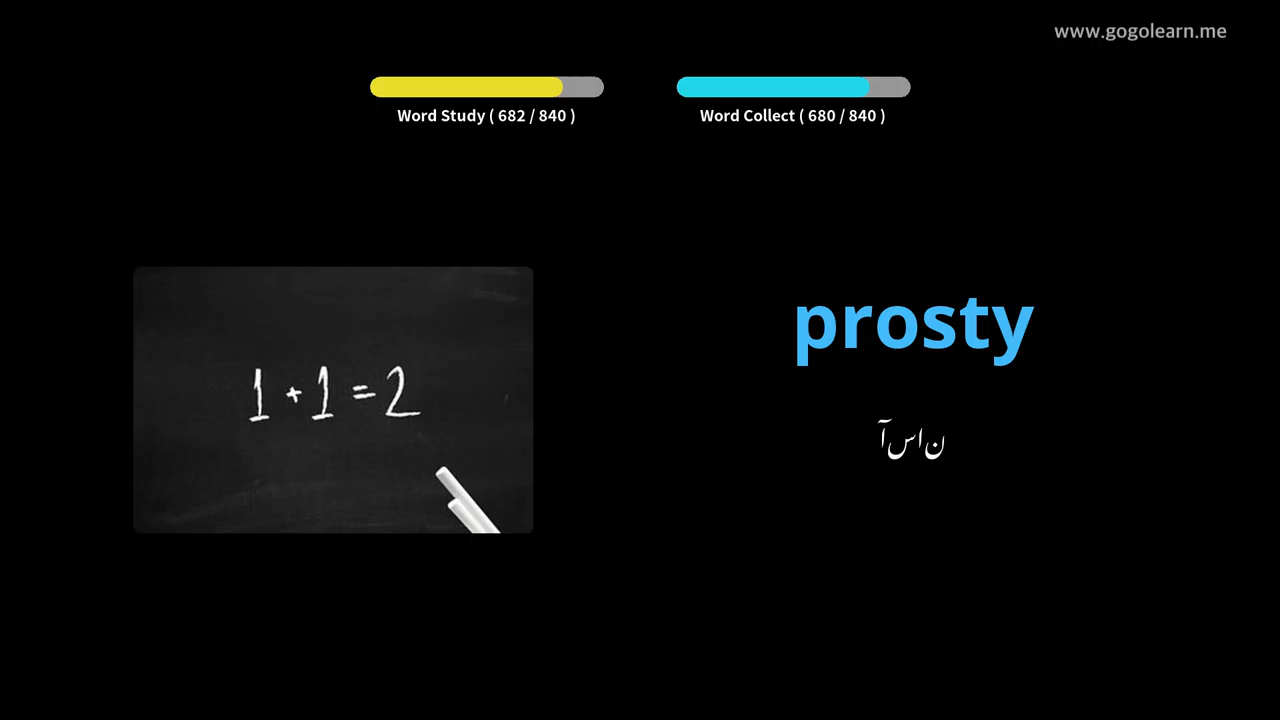 www.gogolearn.me
Word Study ( 682 / 840 )
Word Collect ( 680 / 840 )
1 + 1 = 2
prosty
آسان